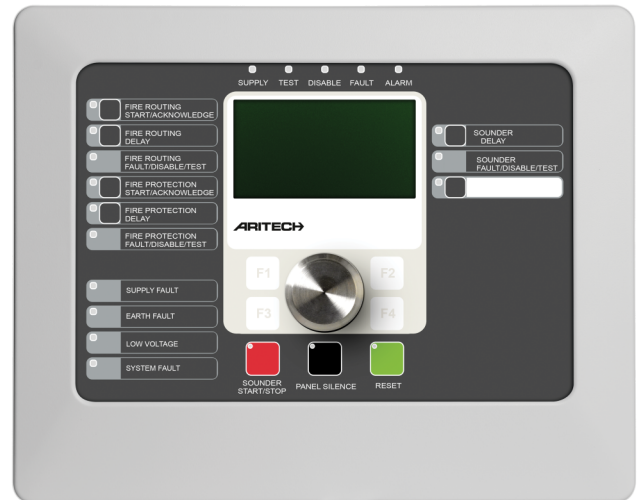 SUPPLY TEST DISABLE FAULT ALARM
FIRE ROUTING
START/ACKNOWLEDGE
FIRE ROUTING
DELAY
FIRE ROUTING
FAULT/DISABLE/TEST
FIRE PROTECTION
START/ACKNOWLEDGE
FIRE PROTECTION
DELAY
FIRE PROTECTION
FAULT/DISABLE/TEST
SUPPLY FAULT
EARTH FAULT
LOW VOLTAGE
SYSTEM FAULT
ARITECH
F1 F2
F3 F4
SOUNDER
START/STOP
PANEL SILENCE
RESET
SOUNDER
DELAY
SOUNDER
FAULT/DISABLE/TEST